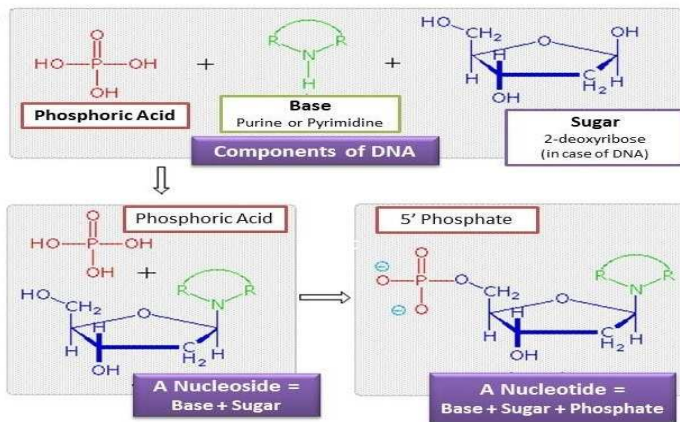 O
HO—P—OH
OH
+
R R
N
H
+
HO
CH2
O
OH
H
H
C
H2
H
OH
Phosphoric Acid
Base
Purine or Pyrimidine
Sugar
2-deoxyribose
(in case of DNA)
Components of DNA
Phosphoric Acid
O
HO—P—OH
OH
+
R R
N
HO
CH2
O
H
H
C
H2
H
OH
A Nucleoside =
Base + Sugar
5’ Phosphate
O
O—P—O
O
CH2
R R
N
O
H
H
C
H2
H
OH
A Nucleotide =
Base + Sugar + Phosphate